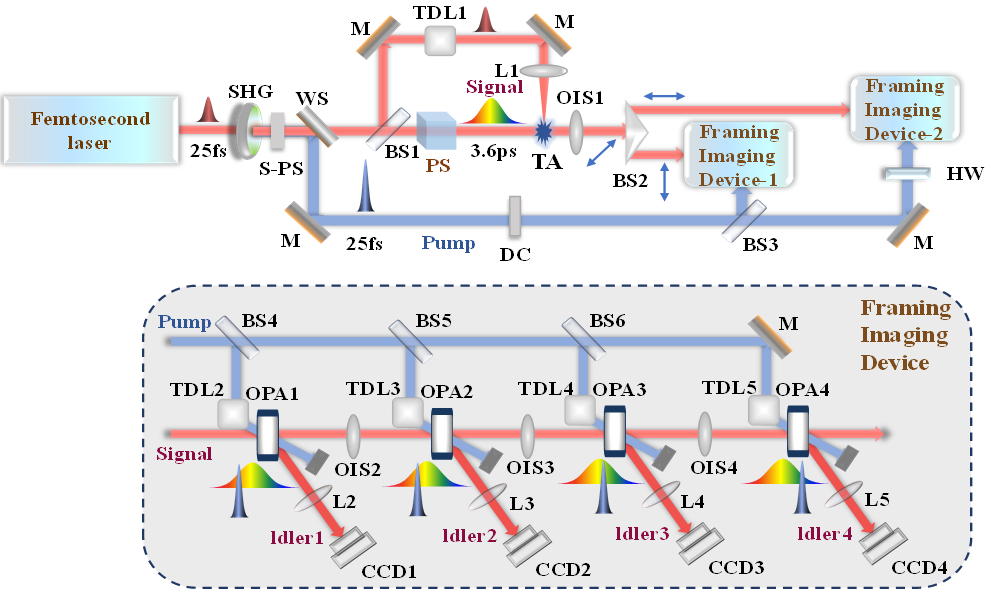 TDL1
M
M
L1
Signal
SHG
WS
OIS1
Femtosecond
laser
25fs
S-PS
BS1
PS
3.6ps
TA
BS2
Framing
Imaging
Device-1
Framing
Imaging
Device-2
HW
M
25fs
Pump
DC
BS3
M
Framing
Imaging
Device
Pump
BS4
BS5
BS6
M
TDL2
OPA1
TDL3
OPA2
TDL4
OPA3
TDL5
OPA4
Signal
OIS2
OIS3
OIS4
L2
L3
L4
L5
Idler1
Idler2
Idler3
Idler4
CCD1
CCD2
CCD3
CCD4